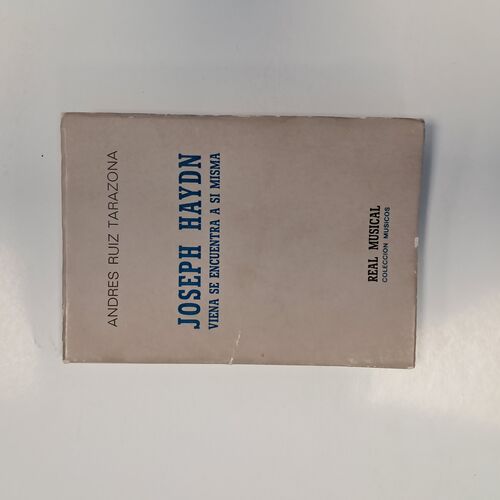 ANDRES RUIZ TARAZONA
JOSEPH HAYDN
VIENA SE ENCUENTRA A SI MISMA
REAL MUSICAL
COLECCION MUSICOS